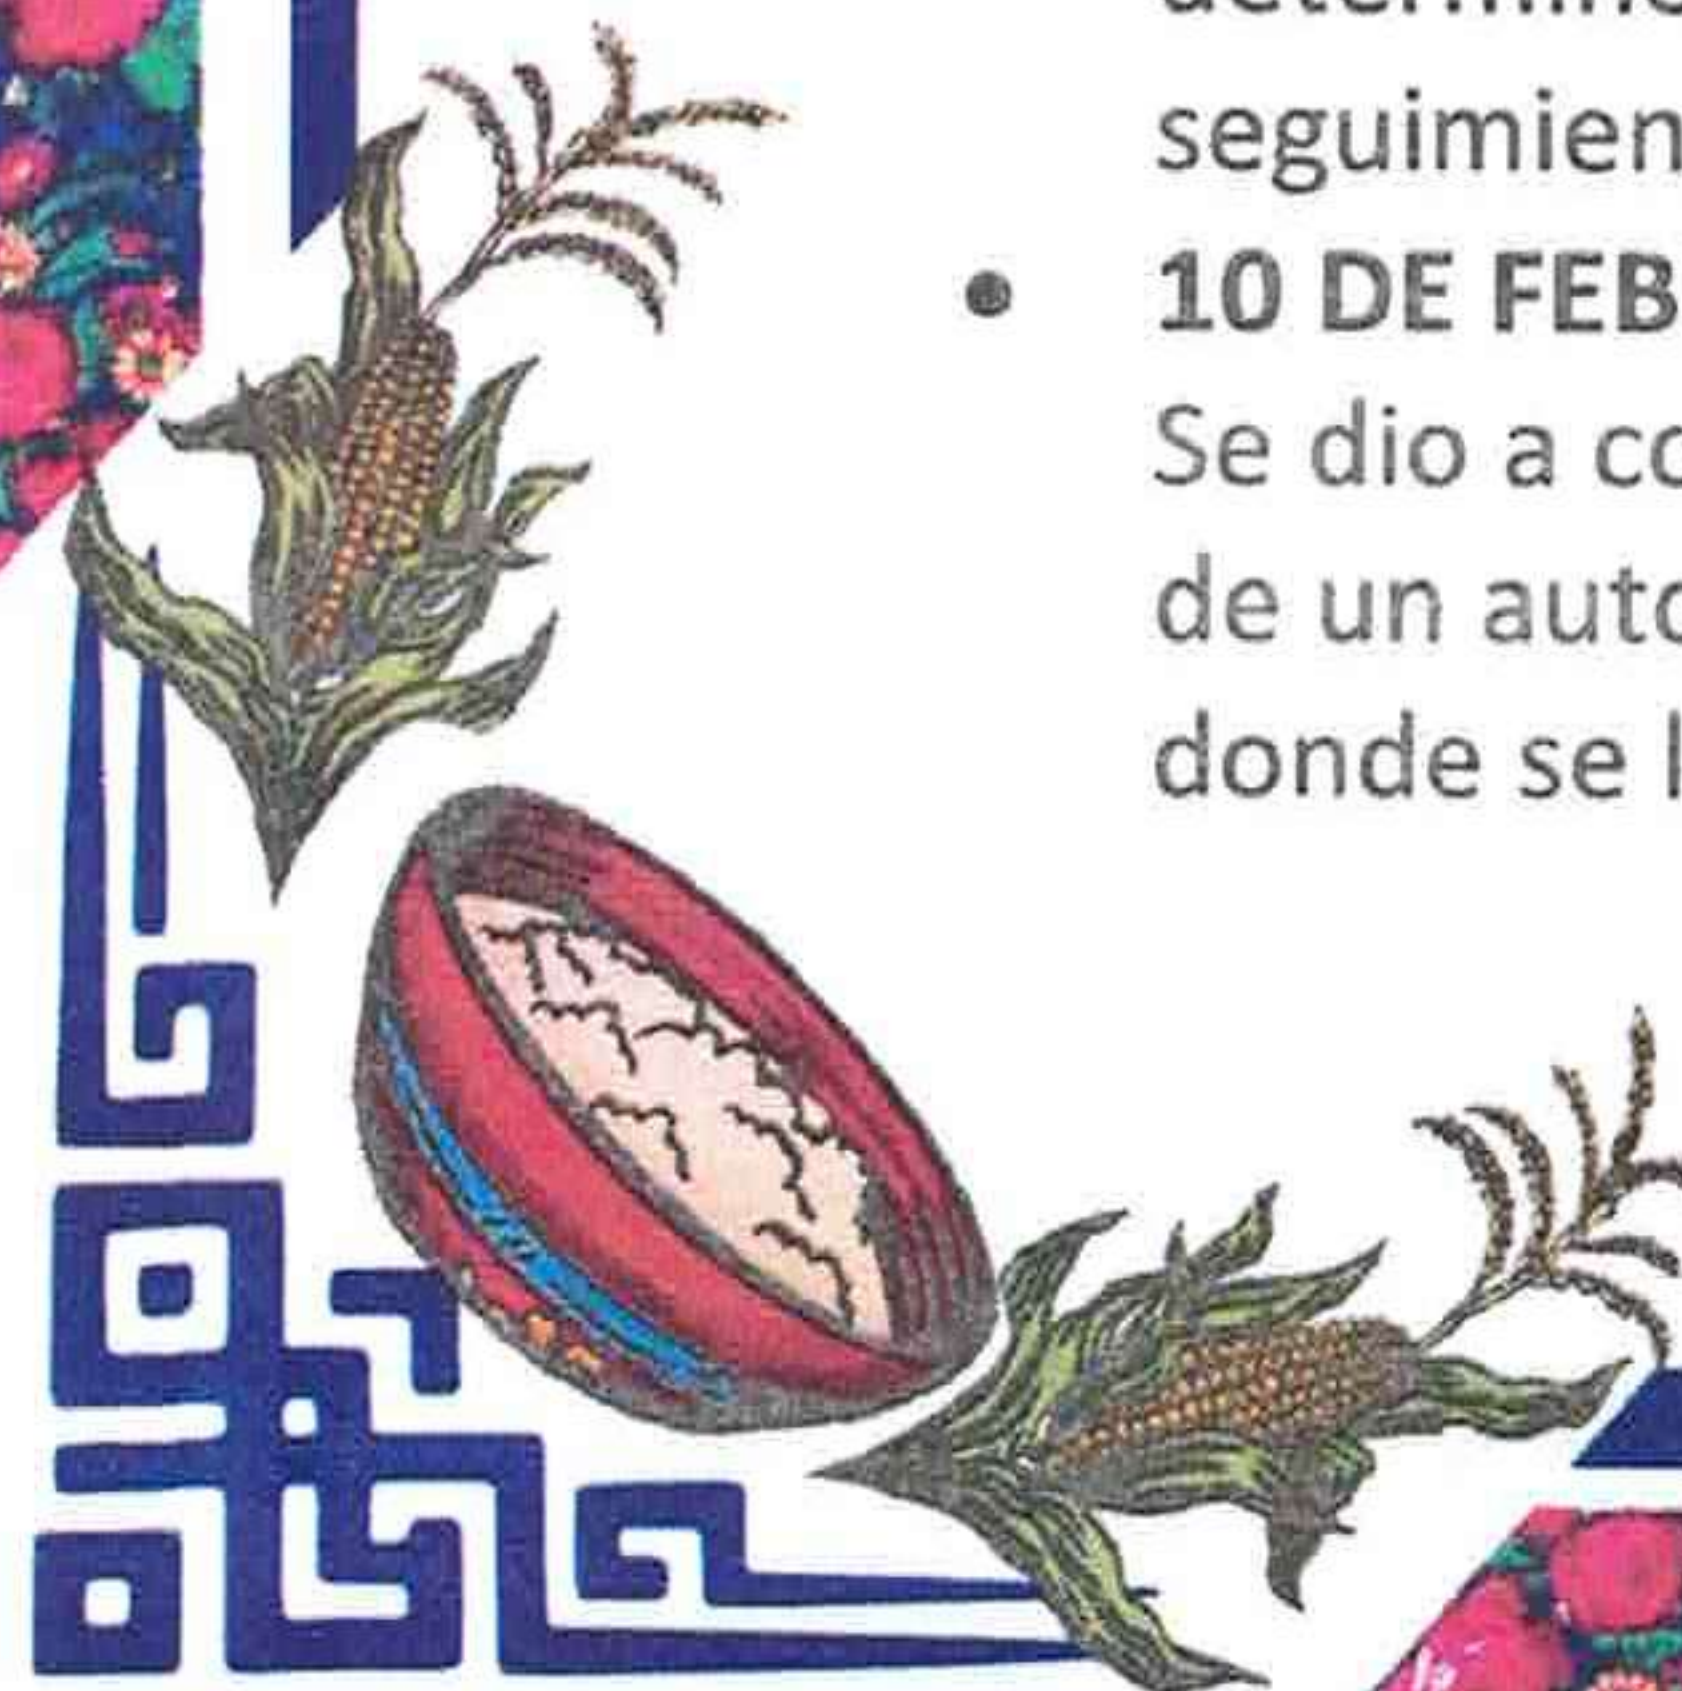 seguimien
10 DE FEB
Se dio a co
de un auto
donde se l